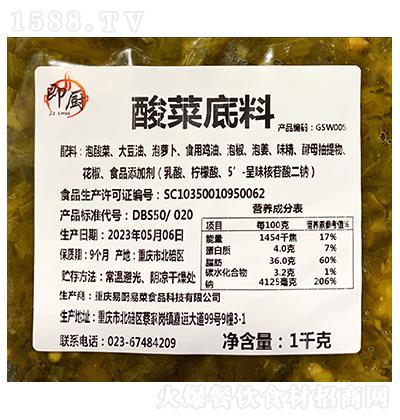 1588.TV
即厨
JI CHUU
酸菜底料
产品编码：GSW005
配料：泡酸菜、大豆油、泡萝卜、食用鸡油、泡椒、泡姜、味精、酵母抽提物、
花椒、食品添加剂（乳酸、柠檬酸、5’-呈味核苷酸二钠）
食品生产许可证编号：SC10350010950062
产品标准代号：DBS50/ 020
生产日期：2023年05月06日
保质期：9个月 产地：重庆市北碚区
贮存方法：常温避光、阴凉干燥处
营养成分表
项目 每100克 营养素参考值%
能量 1454千焦 17%
蛋白质 4.0克 7%
脂肪 36.0克 60%
碳水化合物 3.2克 1%
钠 4125毫克 206%
生产商：重庆易厨易菜食品科技有限公司
生产地址：重庆市北碚区蔡家岗镇嘉运大道99号9幢3-1
联系电话：023-67484209
净含量：1千克
火爆餐饮食材招商网